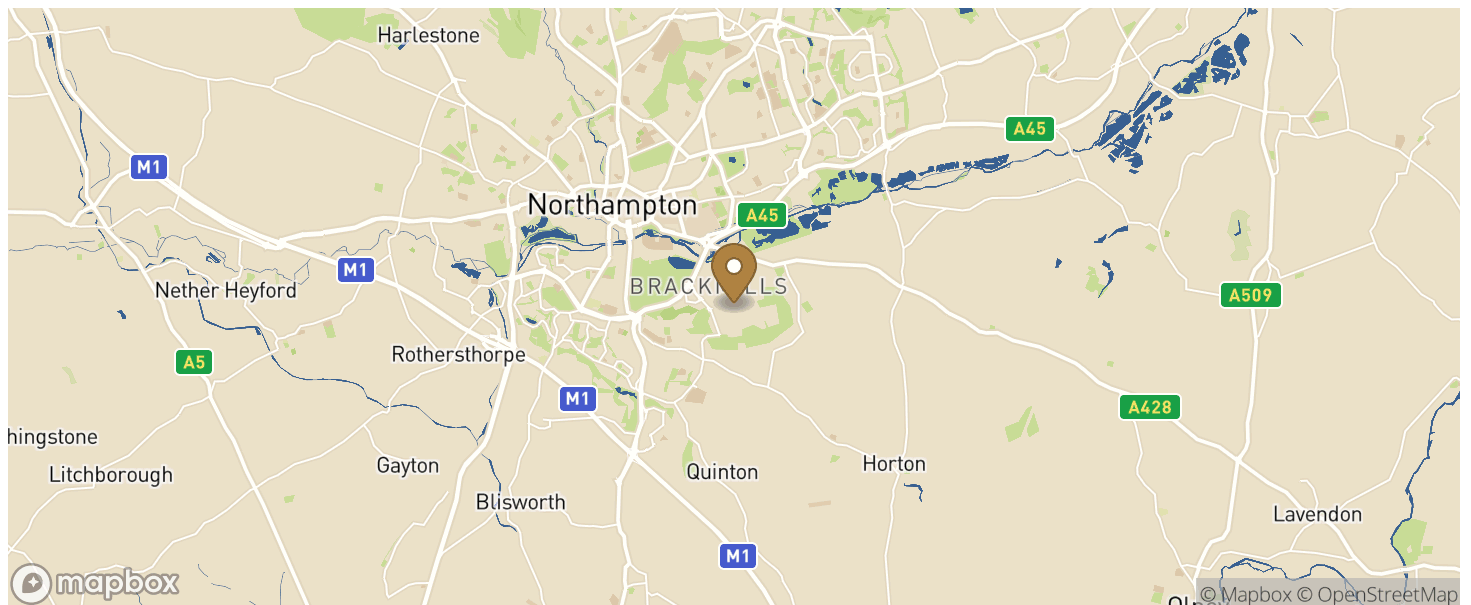 Harlestone
A45
M1
Northampton
A45
M1
BRACKMILLS
Nether Heyford
A509
Rothersthorpe
A5
M1
A428
hingstone
Litchborough
Gayton
Quinton
Horton
Blisworth
Lavendon
M1
mapbox
© Mapbox © OpenStreetMap